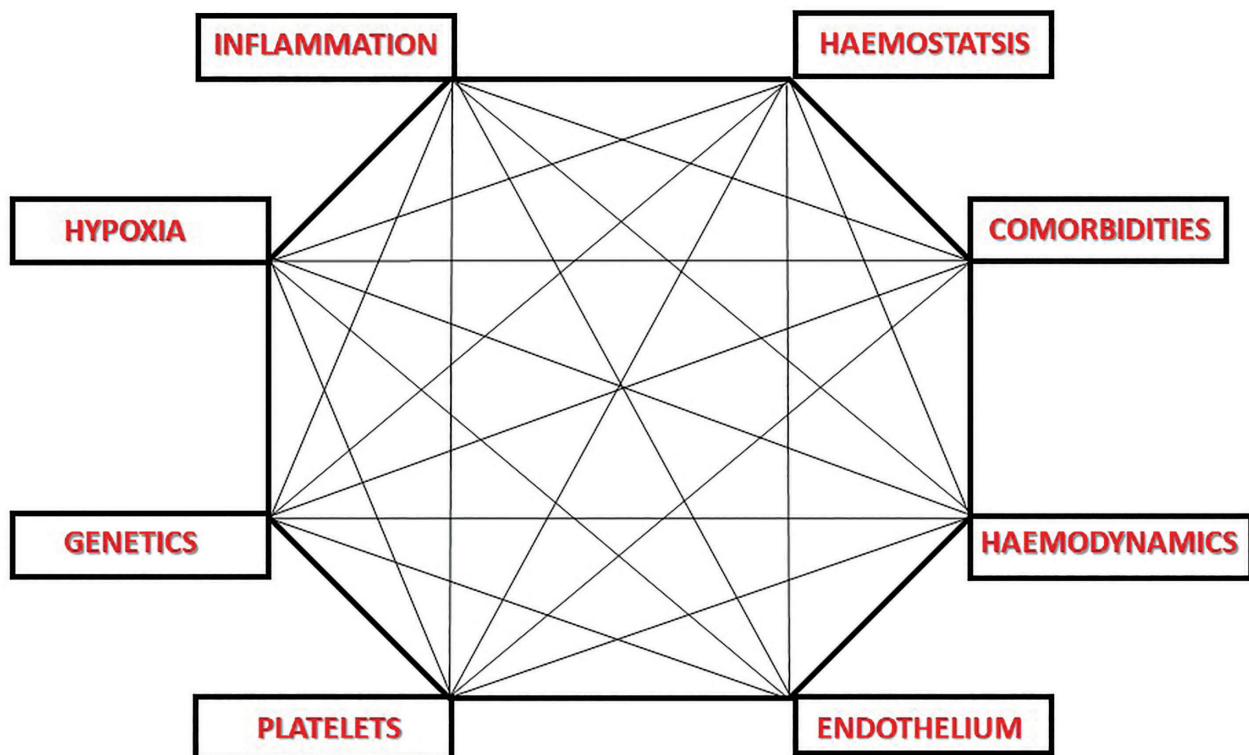 INFLAMMATION
HAEMOSTATSIS
HYPOXIA
COMORBIDITIES
GENETICS
HAEMODYNAMICS
PLATELETS
ENDOTHELIUM